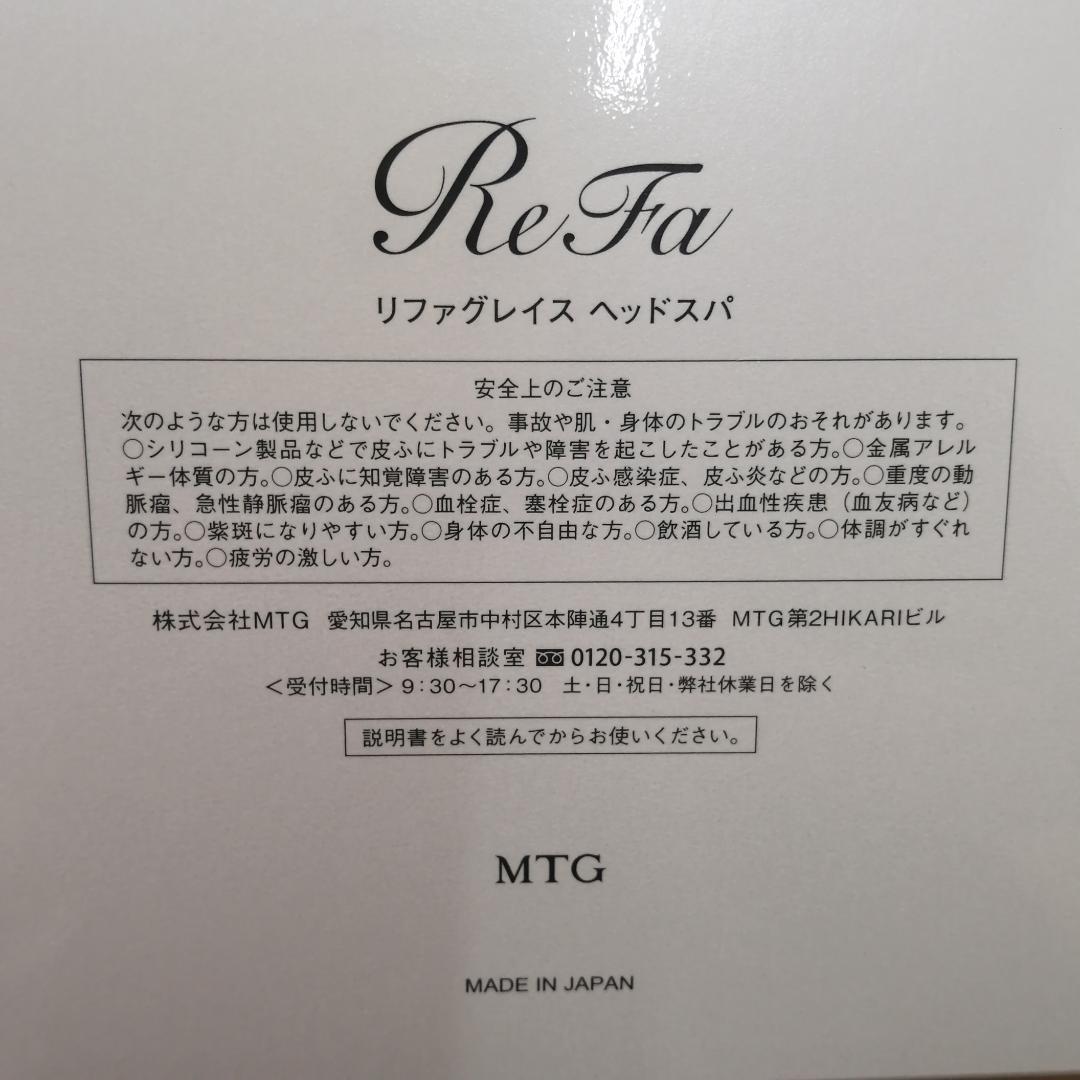 ReFa
リファグレイス ヘッドスパ
安全上のご注意
次のような方は使用しないでください。事故や肌・身体のトラブルのおそれがあります。
○シリコーン製品などで皮ふにトラブルや障害を起こしたことがある方。○金属アレル
ギー体質の方。○皮ふに知覚障害のある方。○皮ふ感染症、皮ふ炎などの方。○重度の動
脈瘤、急性静脈瘤のある方。○血栓症、塞栓症のある方。○出血性疾患（血友病など）
の方。○紫斑になりやすい方。○身体の不自由な方。○飲酒している方。○体調がすぐれ
ない方。○疲労の激しい方。
株式会社MTG 愛知県名古屋市中村区本陣通4丁目13番 MTG第2HIKARIビル
お客様相談室 0120-315-332
＜受付時間＞9:30～17:30 土・日・祝日・弊社休業日を除く
説明書をよく読んでからお使いください。
MTG
MADE IN JAPAN